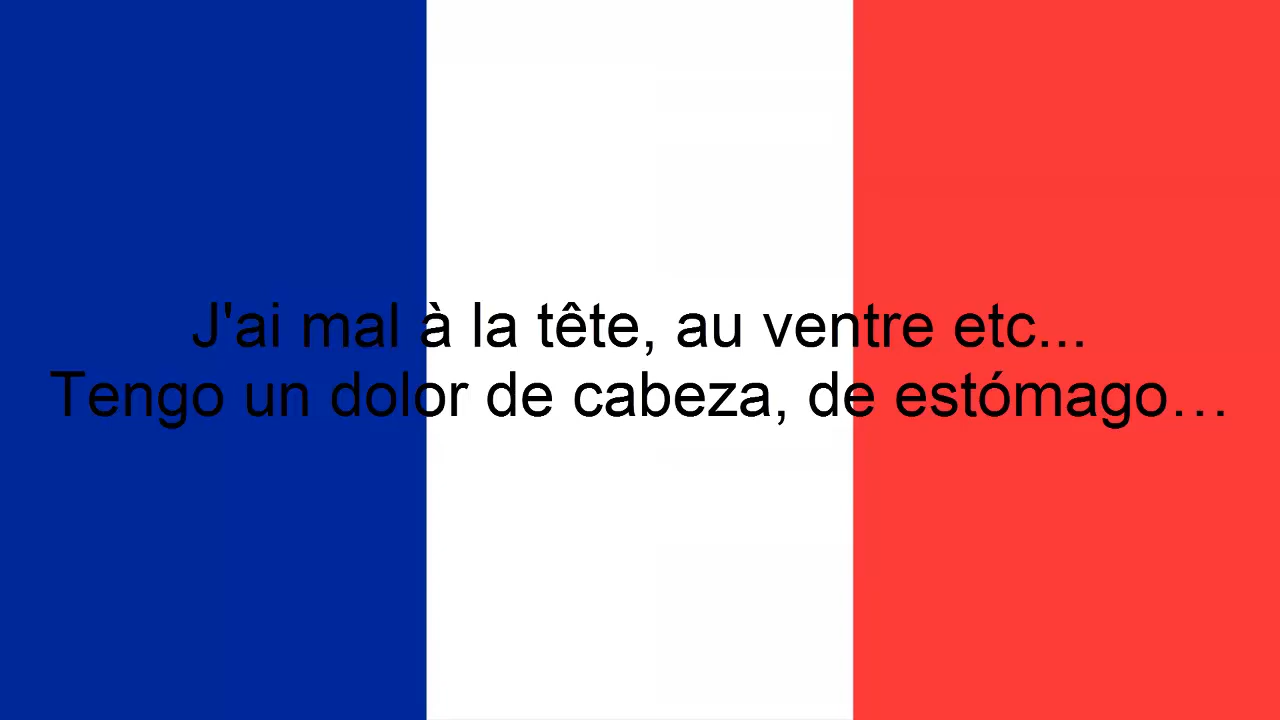 J'ai mal à la tête, au ventre etc...
Tengo un dolor de cabeza, de estómago…